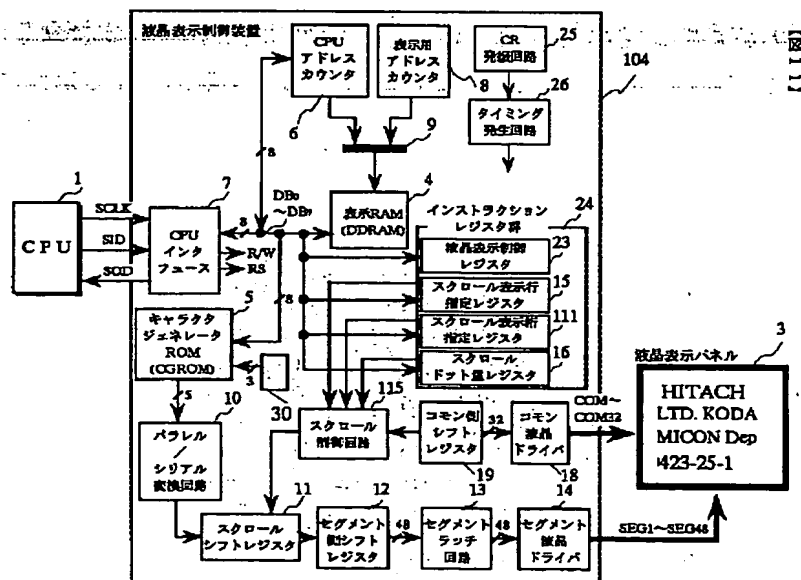 【図11】
液晶表示制御装置
104
CPU
アドレス
カウンタ
6
表示用
アドレス
カウンタ
8
CR
発振回路
25
タイミング
発生回路
26
9
8
1
CPU
SCLK
SID
SOD
7
CPU
インタ
フェース
8
DB0
~DB7
R/W
RS
4
表示RAM
(DDRAM)
インストラクション
レジスタ群
24
液晶表示制御
レジスタ
23
スクロール表示行
指定レジスタ
15
スクロール表示桁
指定レジスタ
111
スクロール
ドット量レジスタ
16
5
キャラクタ
ジェネレータ
ROM
(CGROM)
8
3
30
5
10
パラレル
/
シリアル
変換回路
115
スクロール
制御回路
コモン側
シフト
レジスタ
19
32
コモン
液晶
ドライバ
18
COM~
COM32
液晶表示パネル
3
HITACH
LTD. KODA
MICON Dep
423-25-1
11
スクロール
シフトレジスタ
12
セグメント
側シフト
レジスタ
48
13
セグメント
ラッチ
回路
48
14
セグメント
液晶
ドライバ
SEG1~SEG48